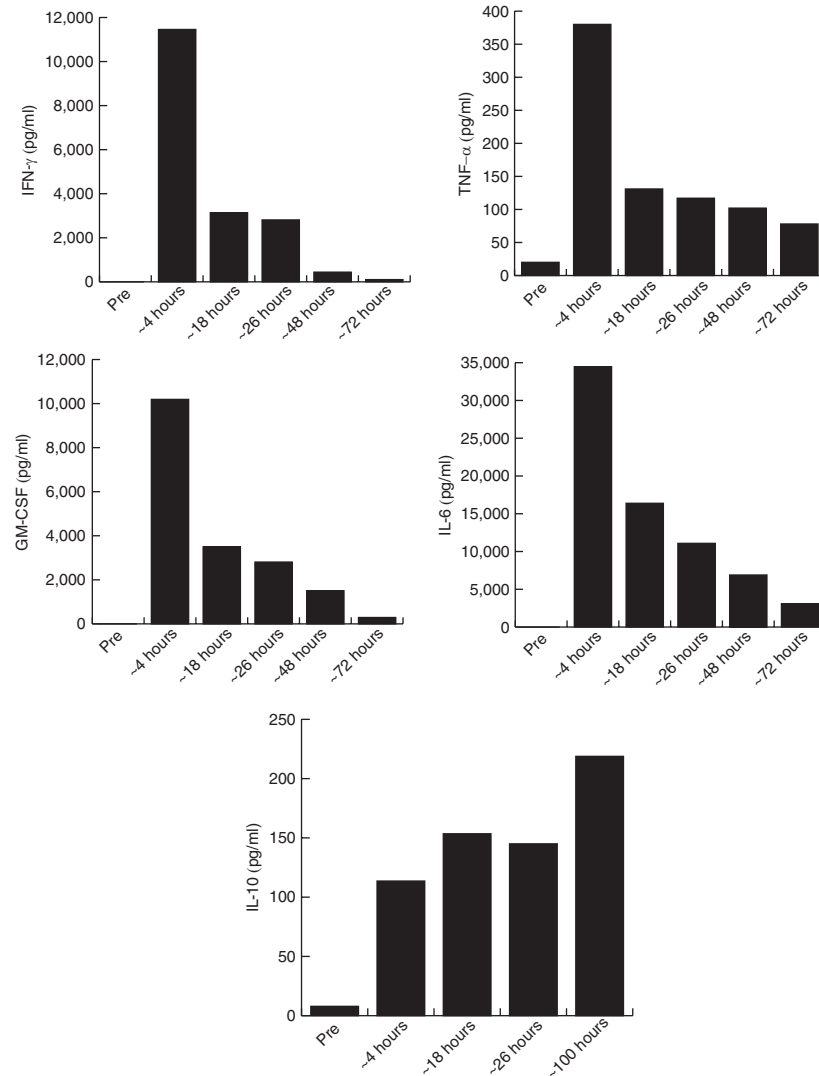 12,000
10,000
8,000
6,000
4,000
2,000
0
IFN-γ (pg/ml)
Pre
~4 hours
~18 hours
~26 hours
~48 hours
~72 hours
400
350
300
250
200
150
100
50
0
TNF–α (pg/ml)
Pre
~4 hours
~18 hours
~26 hours
~48 hours
~72 hours
12,000
10,000
8,000
6,000
4,000
2,000
0
GM-CSF (pg/ml)
Pre
~4 hours
~18 hours
~26 hours
~48 hours
~72 hours
35,000
30,000
25,000
20,000
15,000
10,000
5,000
0
IL-6 (pg/ml)
Pre
~4 hours
~18 hours
~26 hours
~48 hours
~72 hours
250
200
150
100
50
0
IL-10 (pg/ml)
Pre
~4 hours
~18 hours
~26 hours
~100 hours